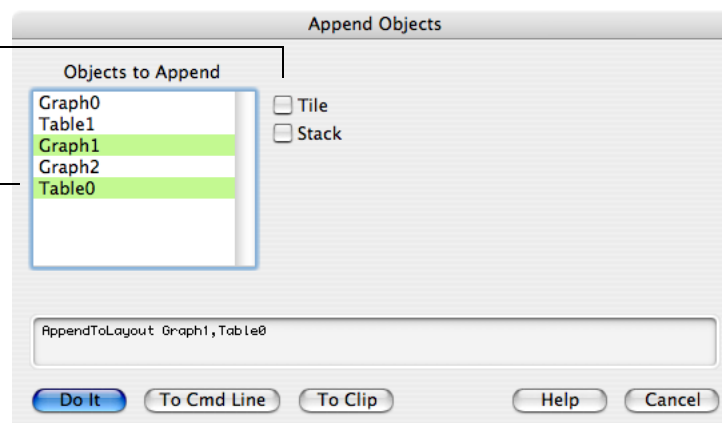 Append Objects
Objects to Append
Graph0
Table1
Graph1
Graph2
Table0
Tile
Stack
AppendToLayout Graph1,Table0
Do It
To Cmd Line
To Clip
Help
Cancel